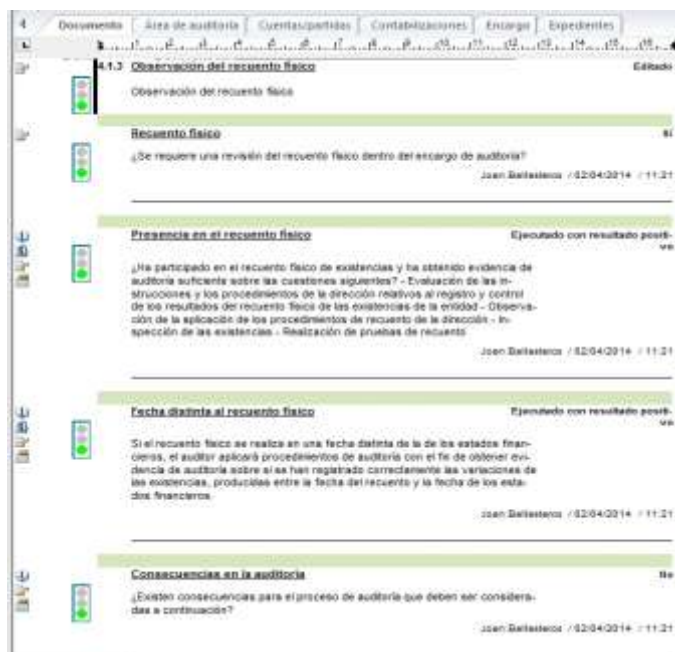 Documento Área de auditoría Cuentas/partidas Contabilizaciones Encargo Expedientes
4.1.3 Observación del recuento físico Editado
Observación del recuento físico
Recuento físico Sí
¿Se requiere una revisión del recuento físico dentro del encargo de auditoría?
Joan Ballesteros / 02/04/2014 / 11:21
Presencia en el recuento físico Ejecutado con resultado positi-
vo
¿Ha participado en el recuento físico de existencias y ha obtenido evidencia de
auditoría suficiente sobre las cuestiones siguientes? - Evaluación de las in-
strucciones y los procedimientos de la dirección relativos al registro y control
de los resultados del recuento físico de las existencias de la entidad - Observa-
ción de la aplicación de los procedimientos de recuento de la dirección - In-
spección de las existencias - Realización de pruebas de recuento
Joan Ballesteros / 02/04/2014 / 11:21
Fecha distinta al recuento físico Ejecutado con resultado positi-
vo
Si el recuento físico se realiza en una fecha distinta de la de los estados finan-
cieros, el auditor aplicará procedimientos de auditoría con el fin de obtener evi-
dencia de auditoría sobre si se han registrado correctamente las variaciones de
las existencias, producidas entre la fecha del recuento y la fecha de los esta-
dos financieros.
Joan Ballesteros / 02/04/2014 / 11:21
Consecuencias en la auditoría No
¿Existen consecuencias para el proceso de auditoría que deben ser considera-
das a continuación?
Joan Ballesteros / 02/04/2014 / 11:21